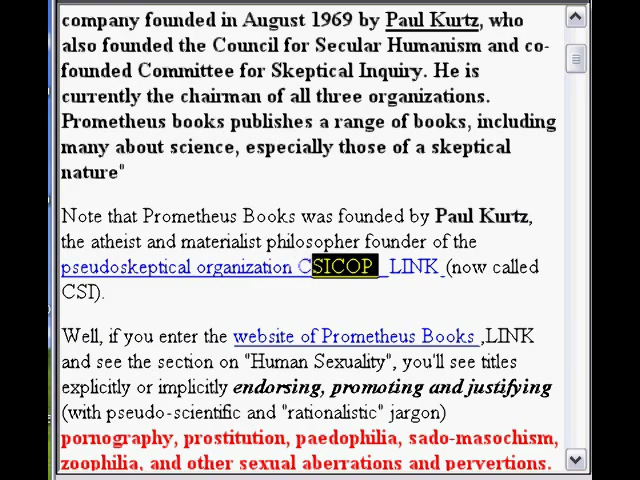 company founded in August 1969 by Paul Kurtz, who
also founded the Council for Secular Humanism and co-
founded Committee for Skeptical Inquiry. He is
currently the chairman of all three organizations.
Prometheus books publishes a range of books, including
many about science, especially those of a skeptical
nature"
Note that Prometheus Books was founded by Paul Kurtz,
the atheist and materialist philosopher founder of the
pseudoskeptical organization CSICOP LINK (now called
CSI).
Well, if you enter the website of Prometheus Books ,LINK
and see the section on "Human Sexuality", you'll see titles
explicitly or implicitly endorsing, promoting and justifying
(with pseudo-scientific and "rationalistic" jargon)
pornography, prostitution, paedophilia, sado-masochism,
zoophilia, and other sexual aberrations and pervertions.